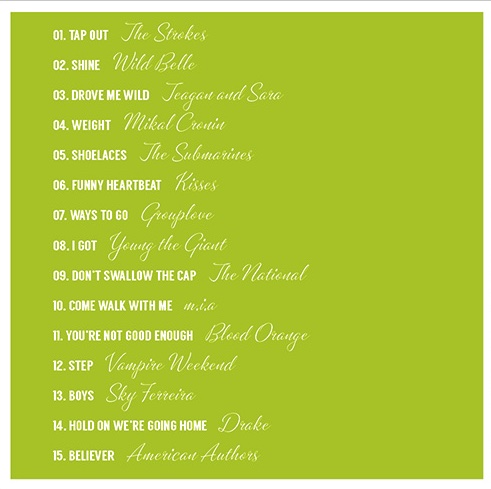 01. TAP OUT The Strokes
02. SHINE Wild Belle
03. DROVE ME WILD Teagan and Sara
04. WEIGHT Mikal Cronin
05. SHOELACES The Submarines
06. FUNNY HEARTBEAT Kisses
07. WAYS TO GO Grouplove
08. I GOT Young the Giant
09. DON'T SWALLOW THE CAP The National
10. COME WALK WITH ME m.i.a
11. YOU'RE NOT GOOD ENOUGH Blood Orange
12. STEP Vampire Weekend
13. BOYS Sky Ferreira
14. HOLD ON WE'RE GOING HOME Drake
15. BELIEVER American Authors